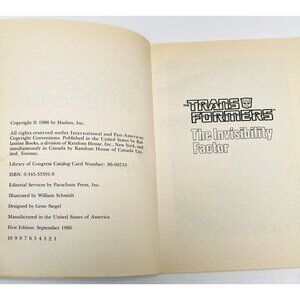 Copyright © 1986 by Hasbro, Inc.
All rights reserved under International and Pan-American
Copyright Conventions. Published in the United States by Bal-
lantine Books, a division of Random House, Inc., New York, and
simultaneously in Canada by Random House of Canada Lim-
ited, Toronto.
Library of Congress Catalog Card Number: 86-90733
ISBN: 0-345-33391-8
Editorial Services by Parachute Press, Inc.
Illustrated by William Schmidt
Designed by Gene Siegel
Manufactured in the United States of America
First Edition: September 1986
10 9 8 7 6 5 4 3 2 1
THE
TRANSFORMERS
The Invisibility
Factor